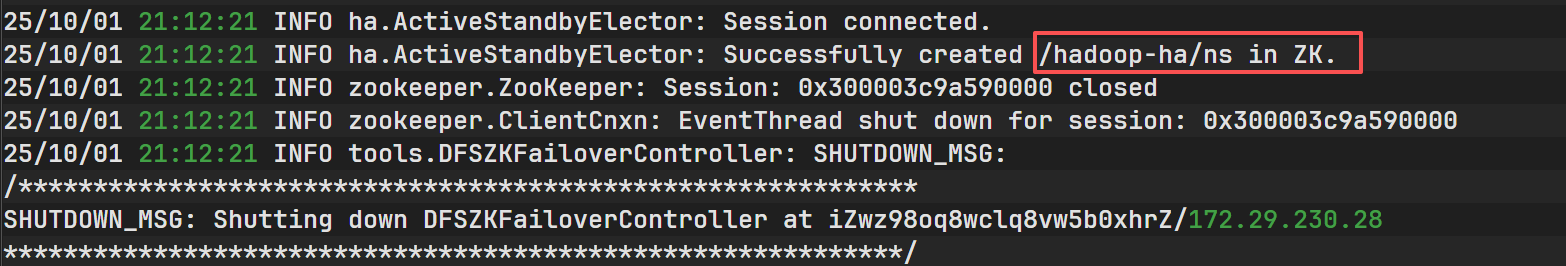 25/10/01 21:12:21 INFO ha.ActiveStandbyElector: Session connected.
25/10/01 21:12:21 INFO ha.ActiveStandbyElector: Successfully created /hadoop-ha/ns in ZK.
25/10/01 21:12:21 INFO zookeeper.ZooKeeper: Session: 0x300003c9a590000 closed
25/10/01 21:12:21 INFO zookeeper.ClientCnxn: EventThread shut down for session: 0x300003c9a590000
25/10/01 21:12:21 INFO tools.DFSZKFailoverController: SHUTDOWN_MSG:
/************************************************************
SHUTDOWN_MSG: Shutting down DFSZKFailoverController at iZwz98oq8wclq8vw5b0xhrZ/172.29.230.28
************************************************************/